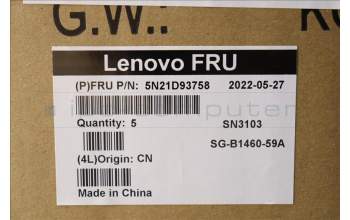 G.W.:
Lenovo FRU
(P)FRU P/N: 5N21D93758 2022-05-27
Quantity: 5 SN3103
SG-B1460-59A
(4L)Origin: CN
Made in China